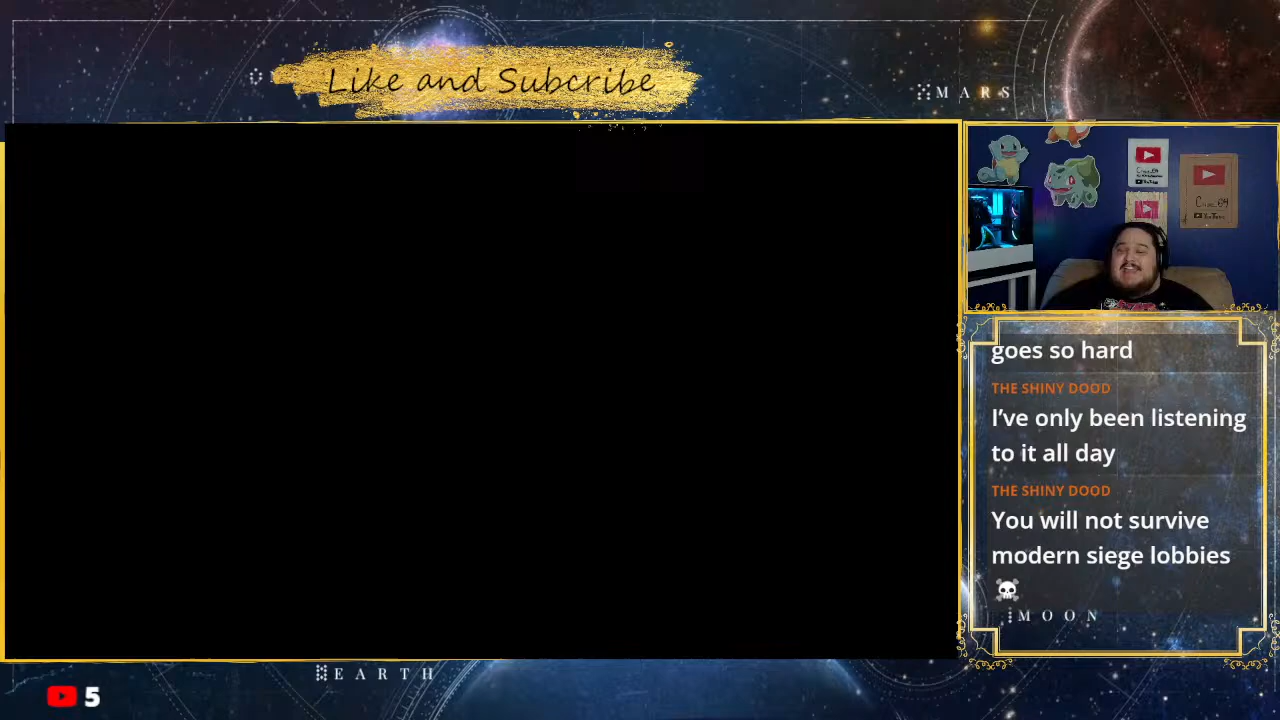 Like and Subcribe
MARS
YouTube
goes so hard
THE SHINY DOOD
I've only been listening
to it all day
THE SHINY DOOD
You will not survive
modern siege lobbies
☠
MOON
EARTH
5